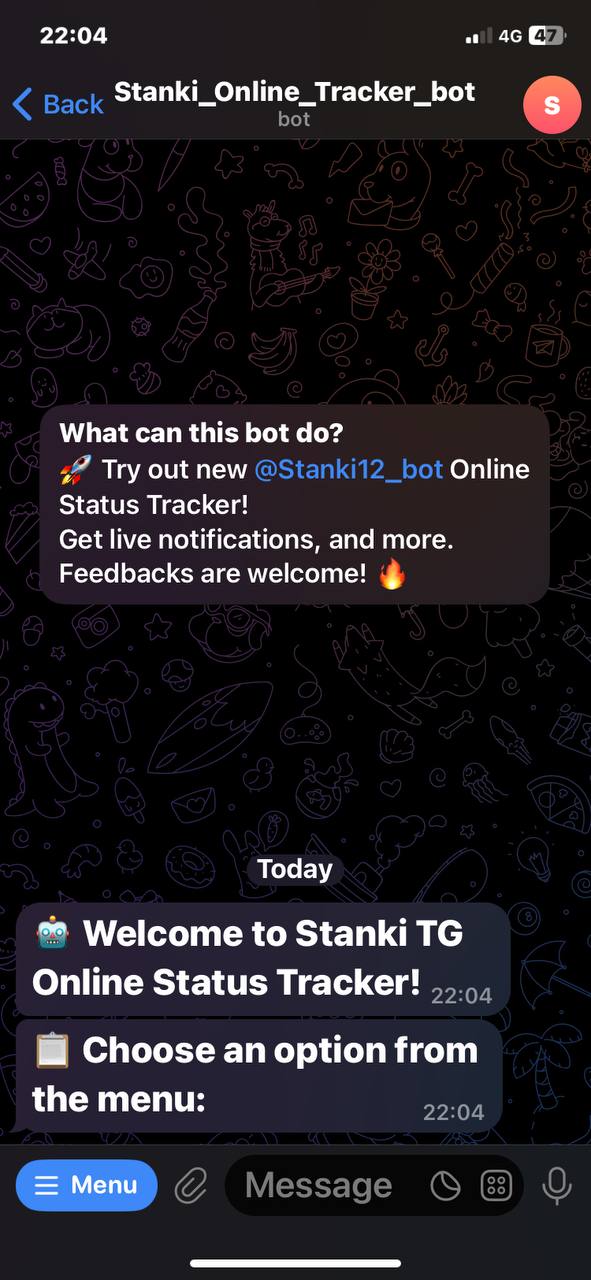 22:04
4G 47
Back
Stanki_Online_Tracker_bot
bot
S
What can this bot do?
🚀 Try out new @Stanki12_bot Online
Status Tracker!
Get live notifications, and more.
Feedbacks are welcome! 🔥
Today
🤖 Welcome to Stanki TG
Online Status Tracker! 22:04
📋 Choose an option from
the menu: 22:04
Menu
Message